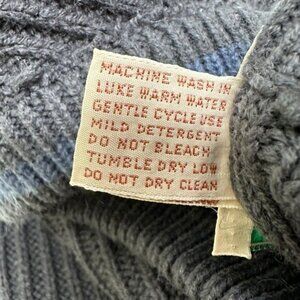 MACHINE WASH IN
LUKE WARM WATER
GENTLE CYCLE USE
MILD DETERGENT
DO NOT BLEACH
TUMBLE DRY LOW
DO NOT DRY CLEAN